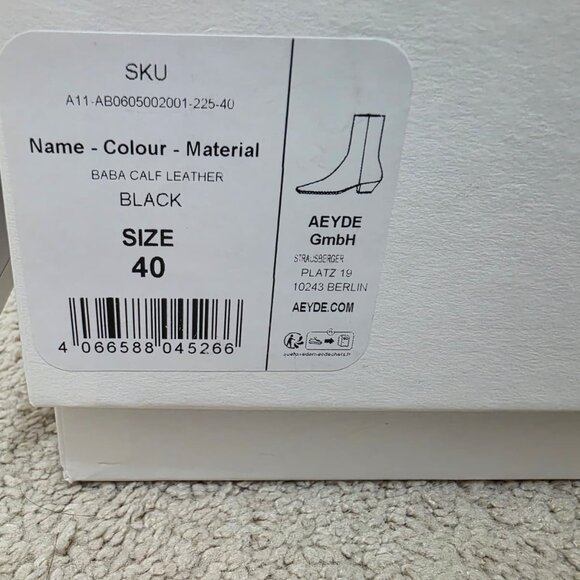 SKU
A11-AB0605002001-225-40
Name - Colour - Material
BABA CALF LEATHER
BLACK
SIZE
40
4 066588 045266
AEYDE
GmbH
STRAUSBERGER
PLATZ 19
10243 BERLIN
AEYDE.COM